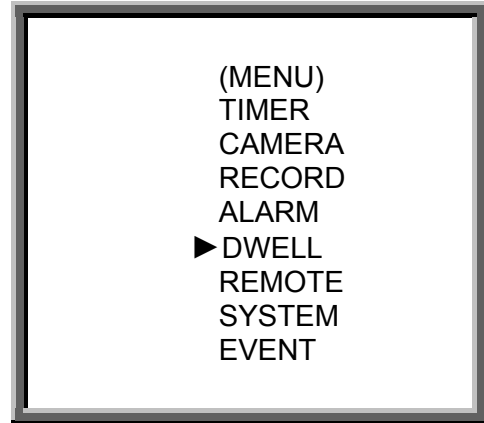 (MENU)
TIMER
CAMERA
RECORD
ALARM
►DWELL
REMOTE
SYSTEM
EVENT